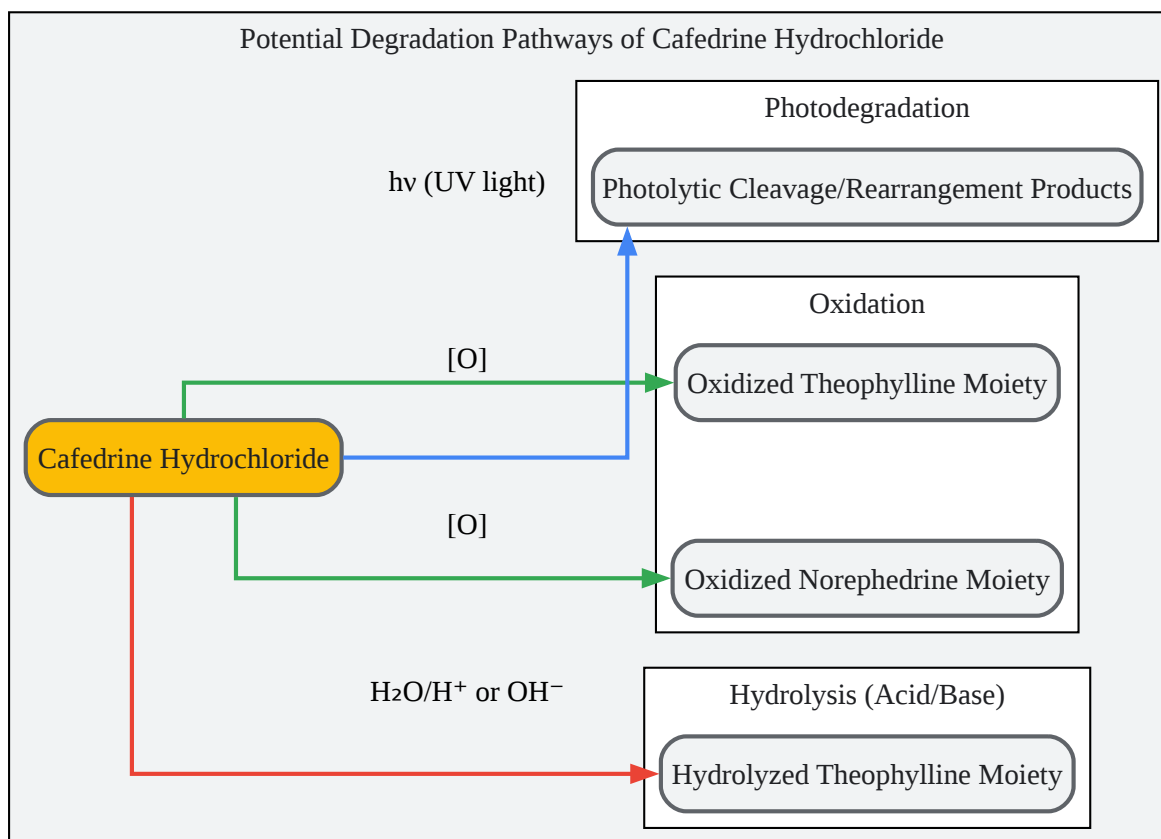 Potential Degradation Pathways of Cafedrine Hydrochloride
Photodegradation
hν (UV light)
Photolytic Cleavage/Rearrangement Products
Oxidation
[O]
Oxidized Theophylline Moiety
Cafedrine Hydrochloride
[O]
Oxidized Norephedrine Moiety
H₂O/H⁺ or OH⁻
Hydrolysis (Acid/Base)
Hydrolyzed Theophylline Moiety